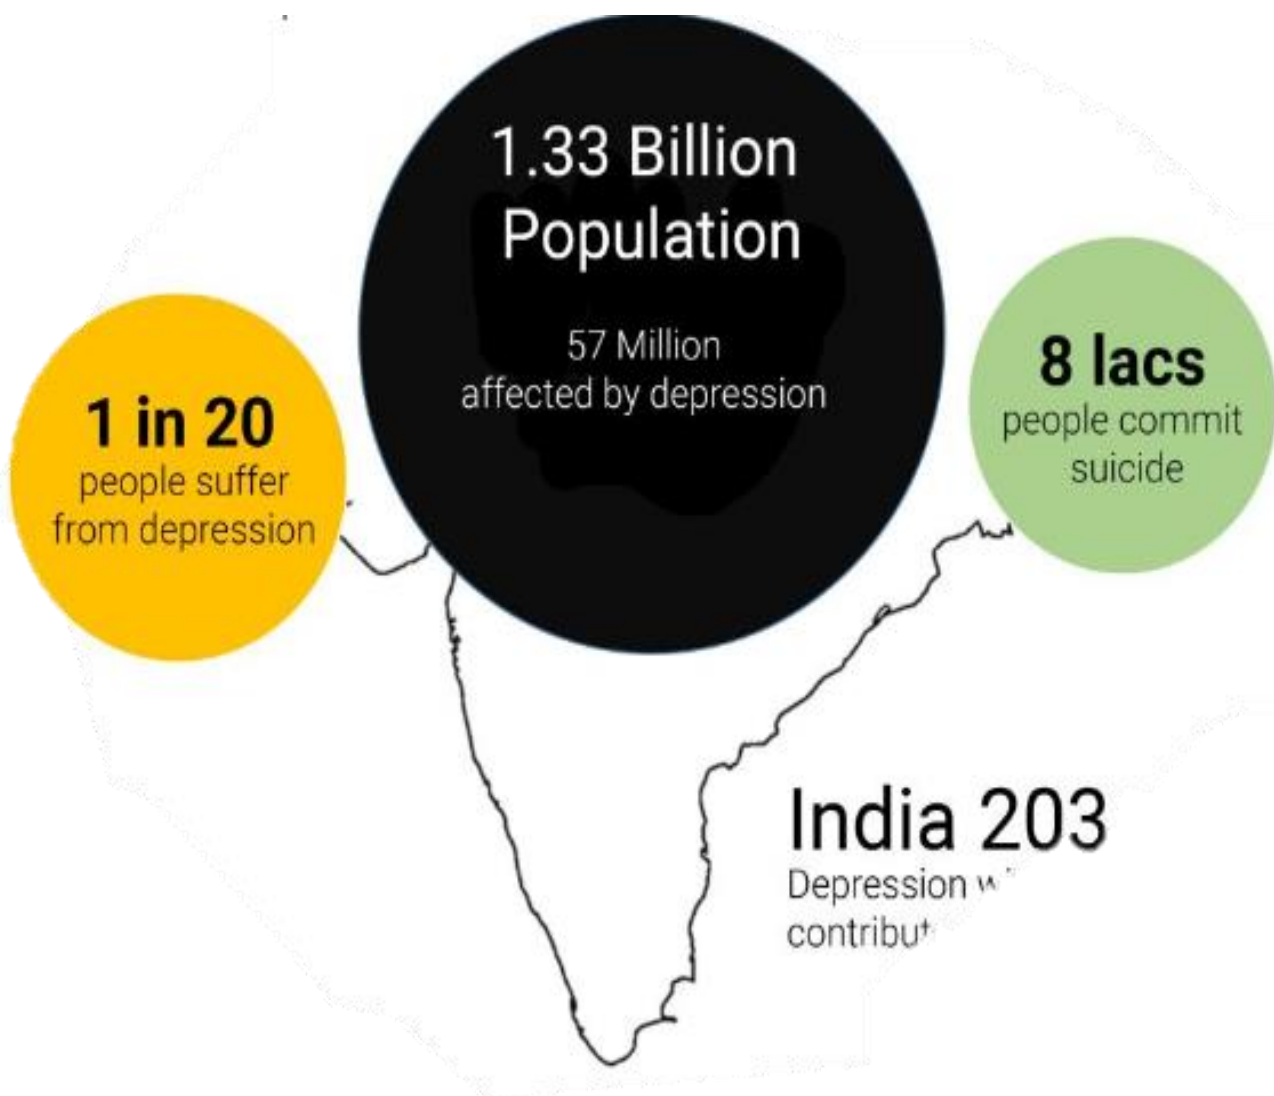 1.33 Billion
Population
57 Million
affected by depression
1 in 20
people suffer
from depression
8 lacs
people commit
suicide
India 203
Depression